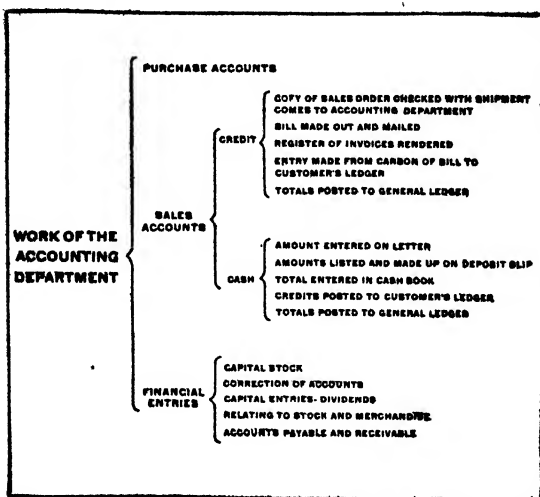 PURCHASE ACCOUNTS
COPY OF SALES ORDER CHECKED WITH SHIPMENT
COMES TO ACCOUNTING DEPARTMENT
CREDIT
BILL MADE OUT AND MAILED
REGISTER OF INVOICES RENDERED
ENTRY MADE FROM CARBON OF BILL TO
CUSTOMER'S LEDGER
TOTALS POSTED TO GENERAL LEDGER
SALES
ACCOUNTS
WORK OF THE
ACCOUNTING
DEPARTMENT
AMOUNT ENTERED ON LETTER
AMOUNTS LISTED AND MADE UP ON DEPOSIT SLIP
CASH
TOTAL ENTERED IN CASH BOOK
CREDITS POSTED TO CUSTOMER'S LEDGER
TOTALS POSTED TO GENERAL LEDGER
FINANCIAL
ENTRIES
CAPITAL STOCK
CORRECTION OF ACCOUNTS
CAPITAL ENTRIES-DIVIDENDS
RELATING TO STOCK AND MERCHANDISE
ACCOUNTS PAYABLE AND RECEIVABLE